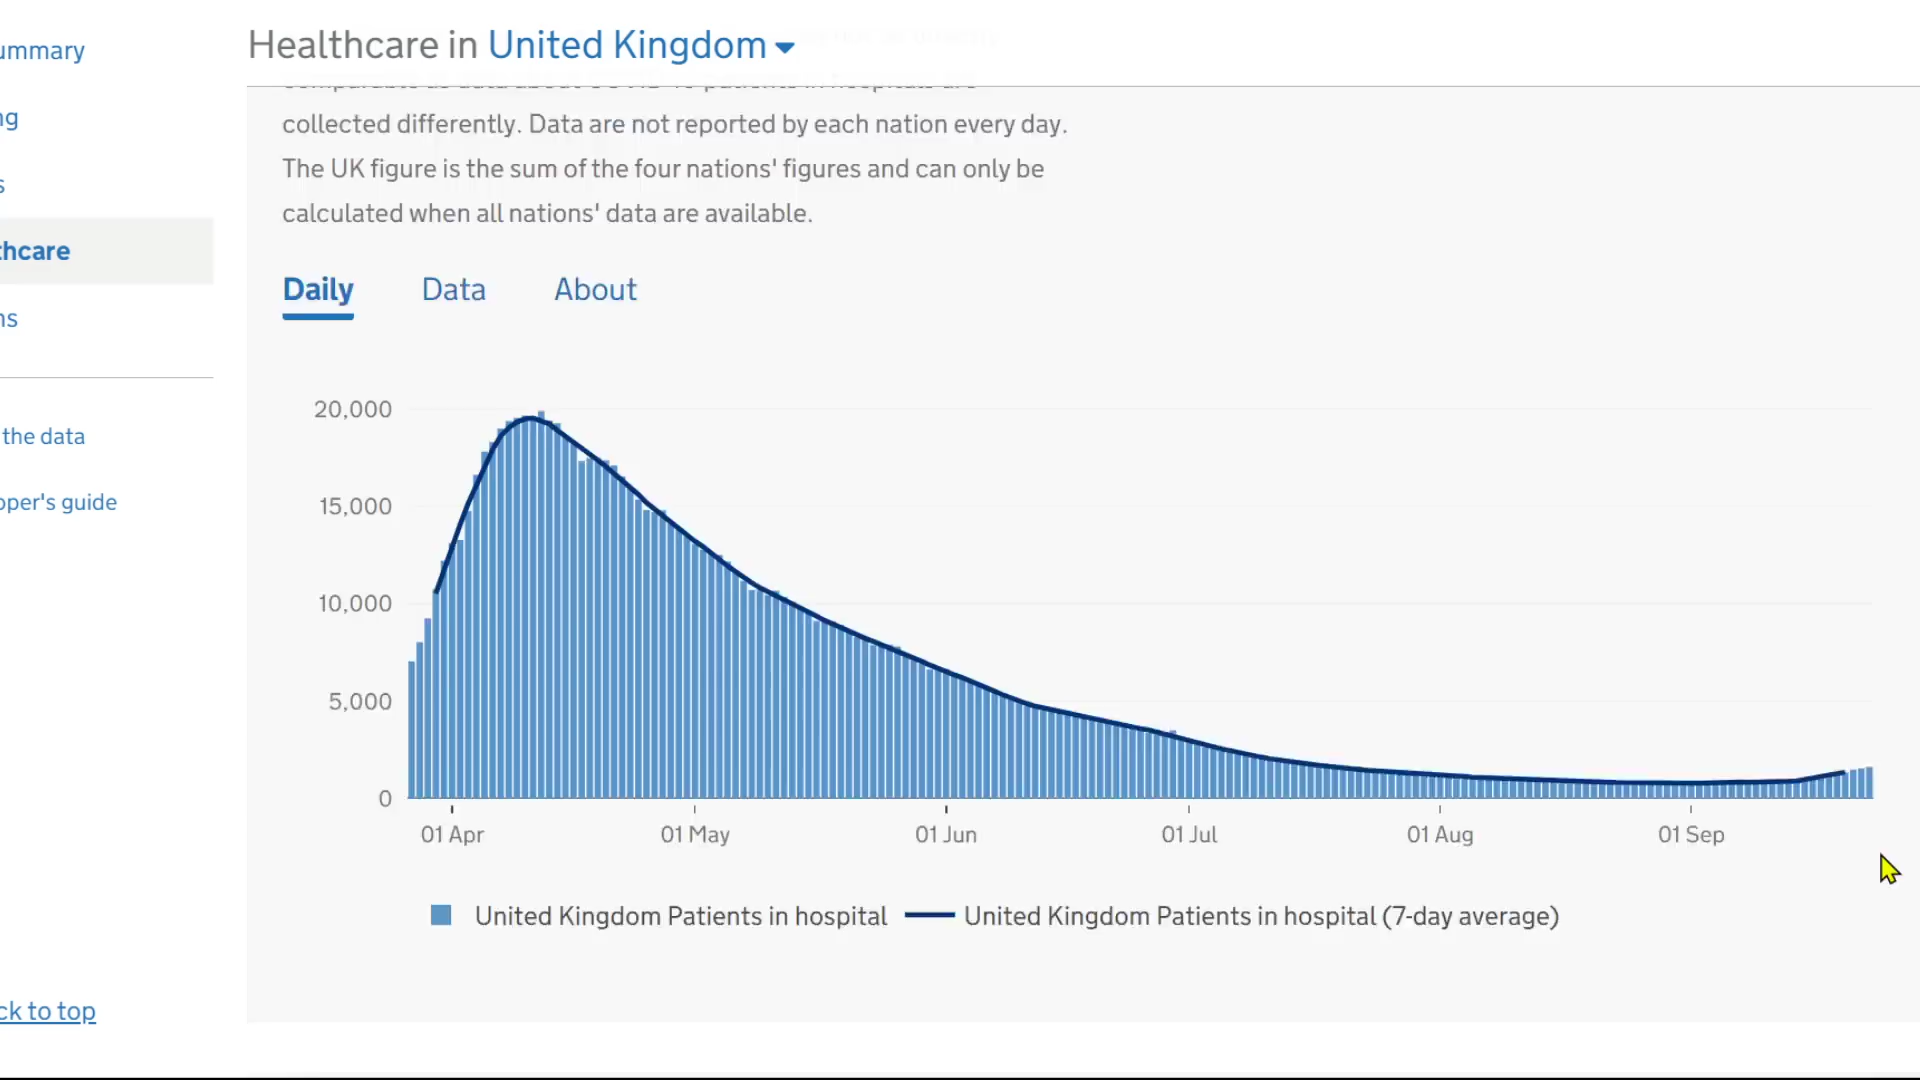 Healthcare in United Kingdom
collected differently. Data are not reported by each nation every day.
The UK figure is the sum of the four nations' figures and can only be
calculated when all nations' data are available.
ummary
ng
s
thcare
ns
the data
oper's guide
ck to top
Daily Data About
20,000
15,000
10,000
5,000
0
01 Apr 01 May 01 Jun 01 Jul 01 Aug 01 Sep
United Kingdom Patients in hospital United Kingdom Patients in hospital (7-day average)